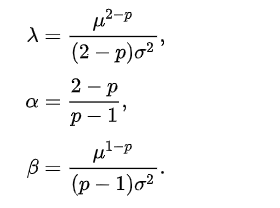 λ = μ^{2−p} / ((2 − p)σ²),
α = (2 − p) / (p − 1),
β = μ^{1−p} / ((p − 1)σ²).